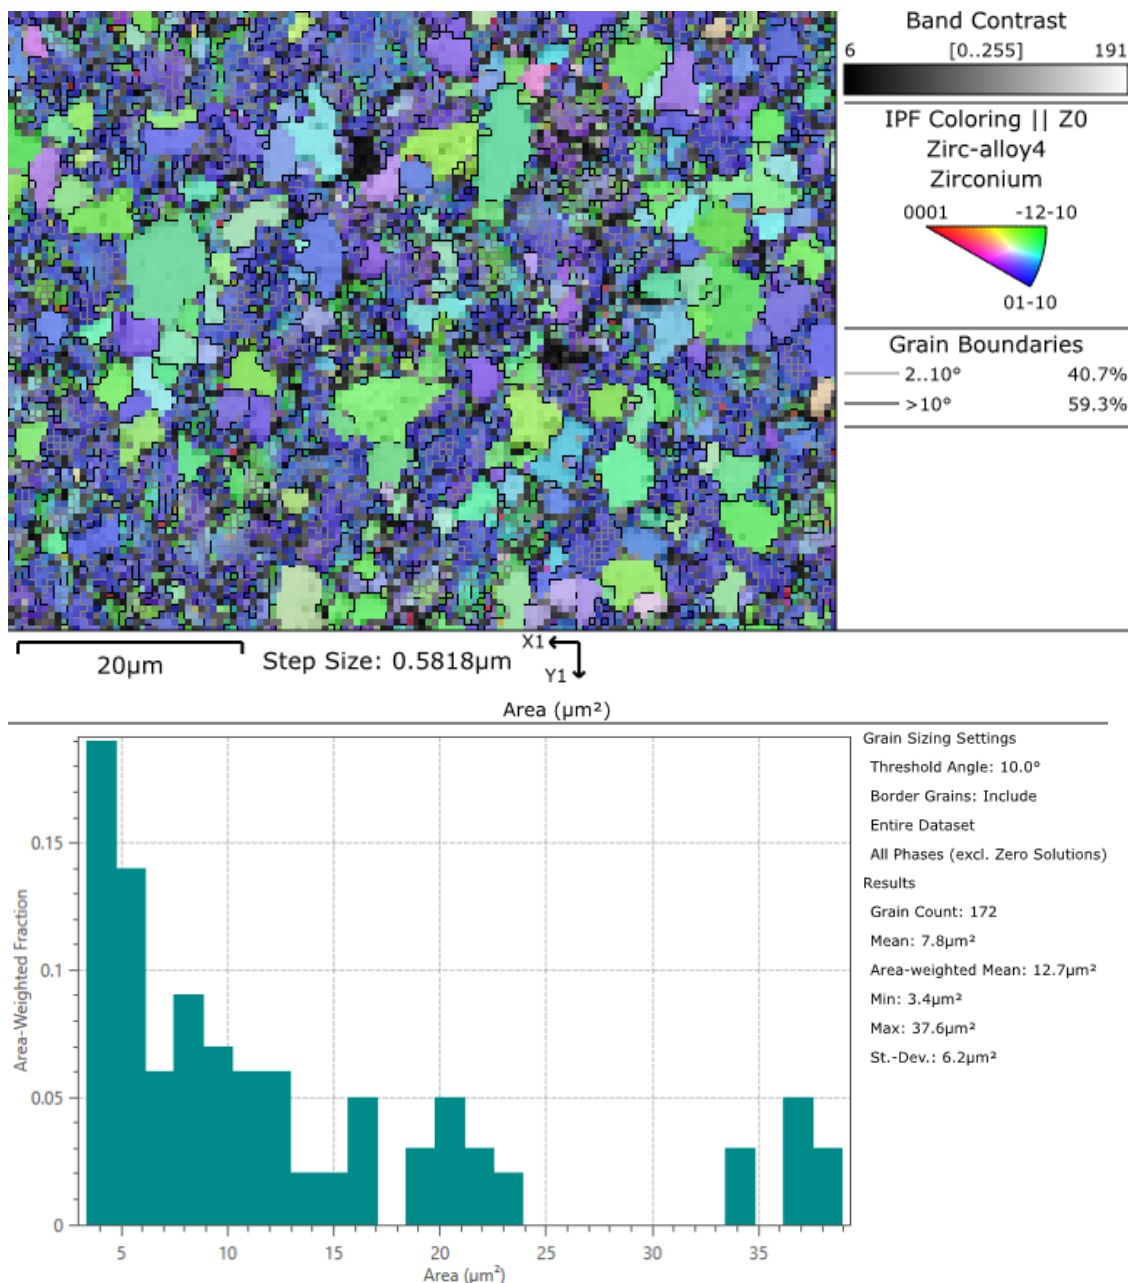 Band Contrast
6 [0..255] 191
IPF Coloring || Z0
Zirc-alloy4
Zirconium
0001 -12-10
01-10
Grain Boundaries
2..10° 40.7%
>10° 59.3%
20µm Step Size: 0.5818µm X1
Y1
Area (µm²)
Grain Sizing Settings
Threshold Angle: 10.0°
Border Grains: Include
Entire Dataset
All Phases (excl. Zero Solutions)
Results
Grain Count: 172
Mean: 7.8µm²
Area-weighted Mean: 12.7µm²
Min: 3.4µm²
Max: 37.6µm²
St.-Dev.: 6.2µm²
Area-Weighted Fraction
0.15
0.1
0.05
0
5 10 15 20 25 30 35
Area (µm²)